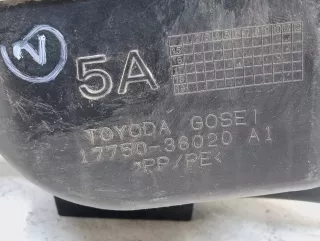 2
5A
TOYODA GOSEI
17750-36020 A1
>PP/PE<